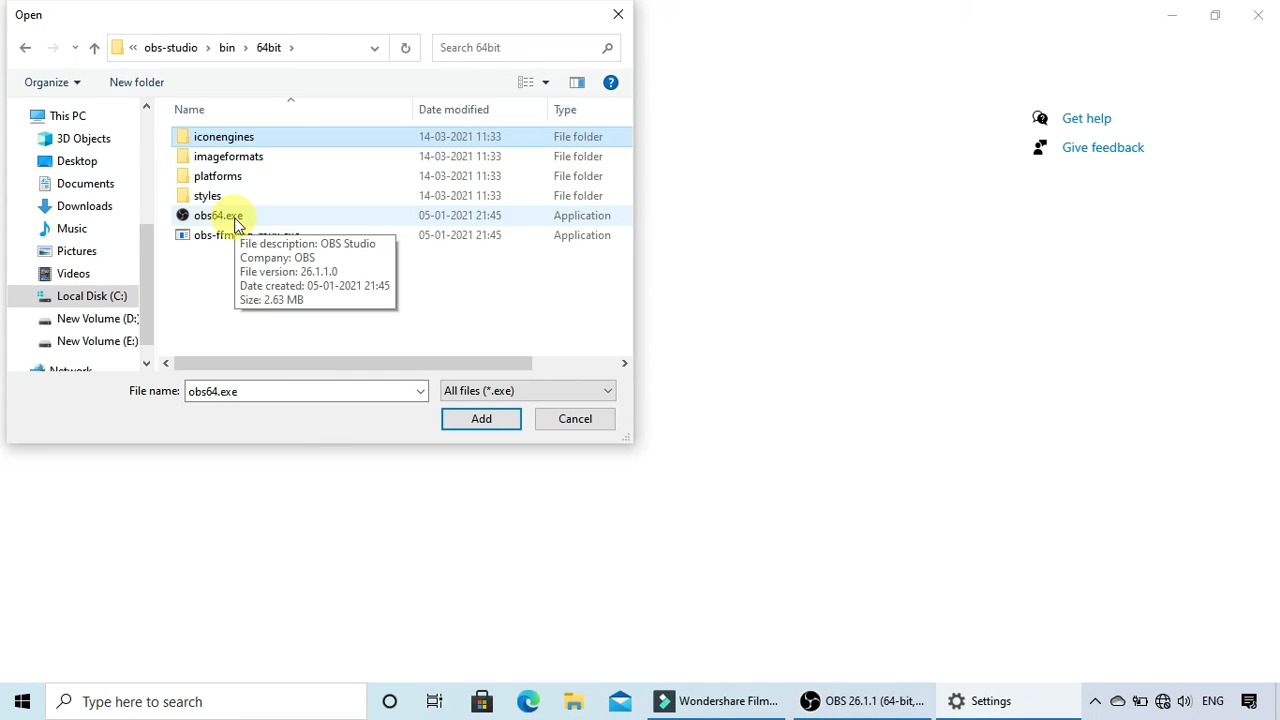 Open
« obs-studio > bin > 64bit >
Search 64bit
Organize
New folder
Name
Date modified
Type
This PC
3D Objects
Desktop
Documents
Downloads
Music
Pictures
Videos
Local Disk (C:)
New Volume (D:)
New Volume (E:)
Network
iconengines 14-03-2021 11:33 File folder
imageformats 14-03-2021 11:33 File folder
platforms 14-03-2021 11:33 File folder
styles 14-03-2021 11:33 File folder
obs64.exe 05-01-2021 21:45 Application
05-01-2021 21:45 Application
File description: OBS Studio
Company: OBS
File version: 26.1.1.0
Date created: 05-01-2021 21:45
Size: 2.63 MB
File name: obs64.exe
All files (*.exe)
Add
Cancel
Get help
Give feedback
Type here to search
Wondershare Film...
OBS 26.1.1 (64-bit,...
Settings
ENG